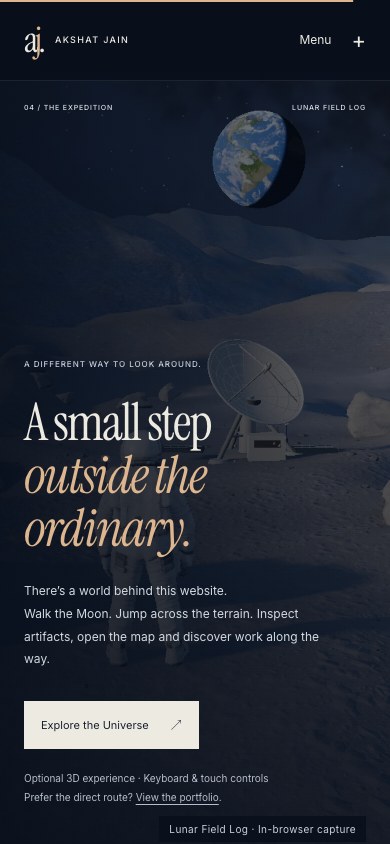 aj.
AKSHAT JAIN
Menu +
04 / THE EXPEDITION
LUNAR FIELD LOG
A DIFFERENT WAY TO LOOK AROUND.
A small step
outside the
ordinary.
There's a world behind this website.
Walk the Moon. Jump across the terrain. Inspect
artifacts, open the map and discover work along the
way.
Explore the Universe ↗
Optional 3D experience · Keyboard & touch controls
Prefer the direct route? View the portfolio.
Lunar Field Log · In-browser capture